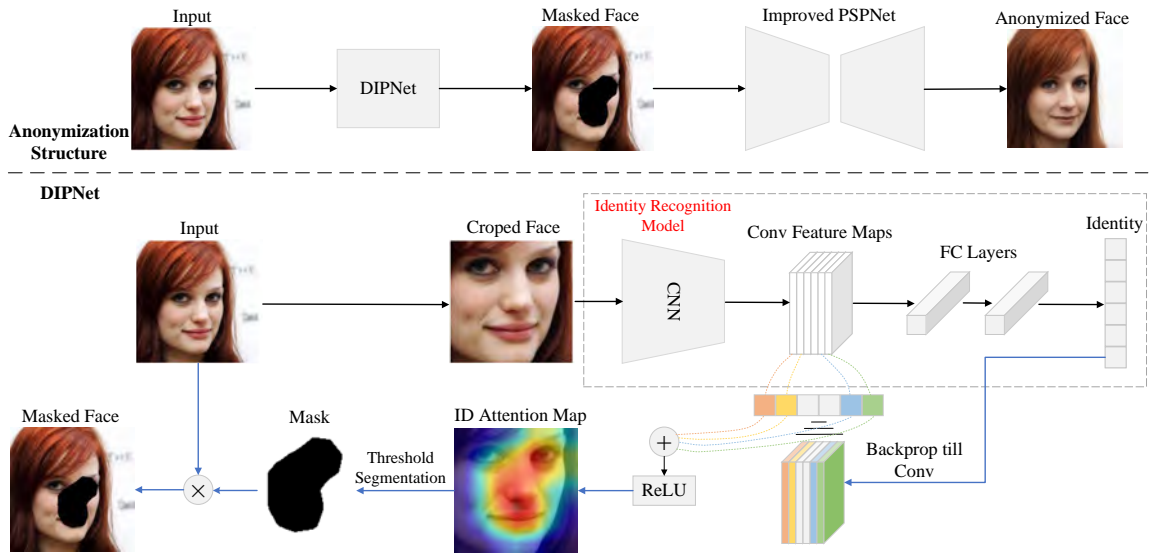 Input
Masked Face
Improved PSPNet
Anonymized Face
DIPNet
Anonymization
Structure
DIPNet
Input
Croped Face
Identity Recognition
Model
CNN
Conv Feature Maps
FC Layers
Identity
Masked Face
Mask
Threshold
Segmentation
ID Attention Map
+
ReLU
×
Backprop till
Conv